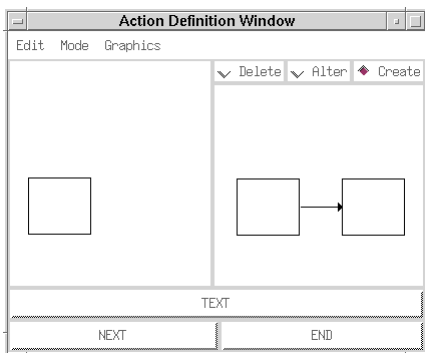 Action Definition Window
Edit Mode Graphics
Delete Alter Create
TEXT
NEXT END